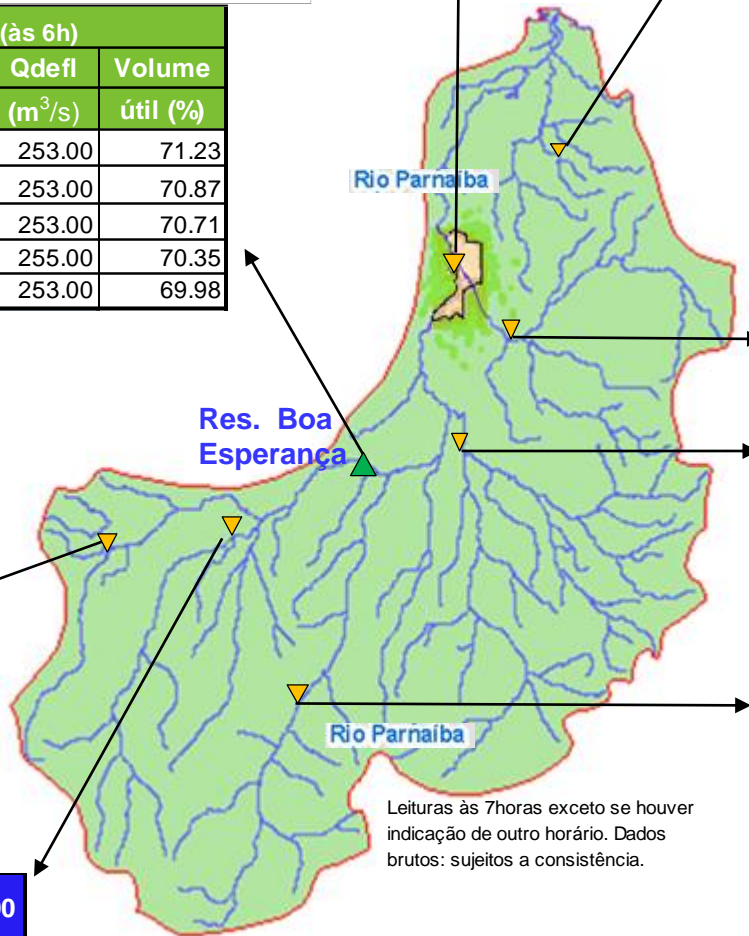 (às 6h)
Qdefl Volume
(m³/s) útil (%)
253.00 71.23
253.00 70.87
253.00 70.71
255.00 70.35
253.00 69.98
Rio Parnaíba
Res. Boa
Esperança
Rio Parnaíba
Leituras às 7horas exceto se houver
indicação de outro horário. Dados
brutos: sujeitos a consistência.